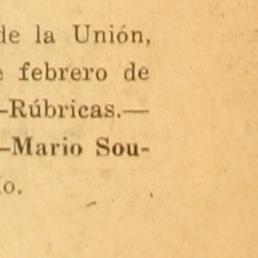 de la Unión,
febrero de
—Rúbricas.—
—Mario Sou-